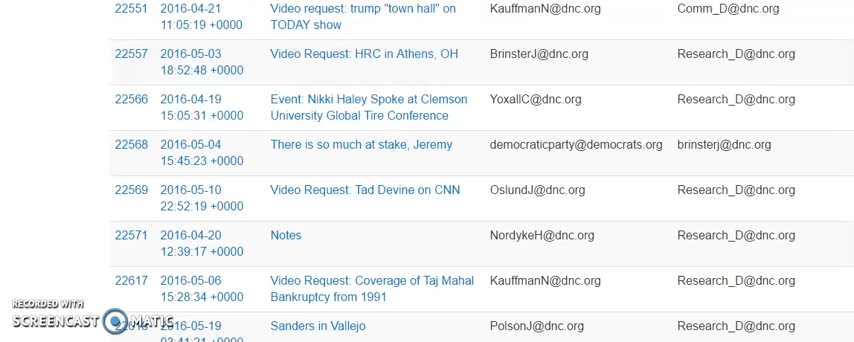 22551 2016-04-21 Video request: trump "town hall" on KauffmanN@dnc.org Comm_D@dnc.org
11:05:19 +0000 TODAY show
22557 2016-05-03 Video Request: HRC in Athens, OH BrinsterJ@dnc.org Research_D@dnc.org
18:52:48 +0000
22566 2016-04-19 Event: Nikki Haley Spoke at Clemson YoxallC@dnc.org Research_D@dnc.org
15:05:31 +0000 University Global Tire Conference
22568 2016-05-04 There is so much at stake, Jeremy democraticparty@democrats.org brinsterj@dnc.org
15:45:23 +0000
22569 2016-05-10 Video Request: Tad Devine on CNN OslundJ@dnc.org Research_D@dnc.org
22:52:19 +0000
22571 2016-04-20 Notes NordykeH@dnc.org Research_D@dnc.org
12:39:17 +0000
22617 2016-05-06 Video Request: Coverage of Taj Mahal KauffmanN@dnc.org Research_D@dnc.org
15:28:34 +0000 Bankruptcy from 1991
RECORDED WITH
SCREENCAST MATIC
2016-05-19 Sanders in Vallejo PolsonJ@dnc.org Research_D@dnc.org
03:41:21 +0000